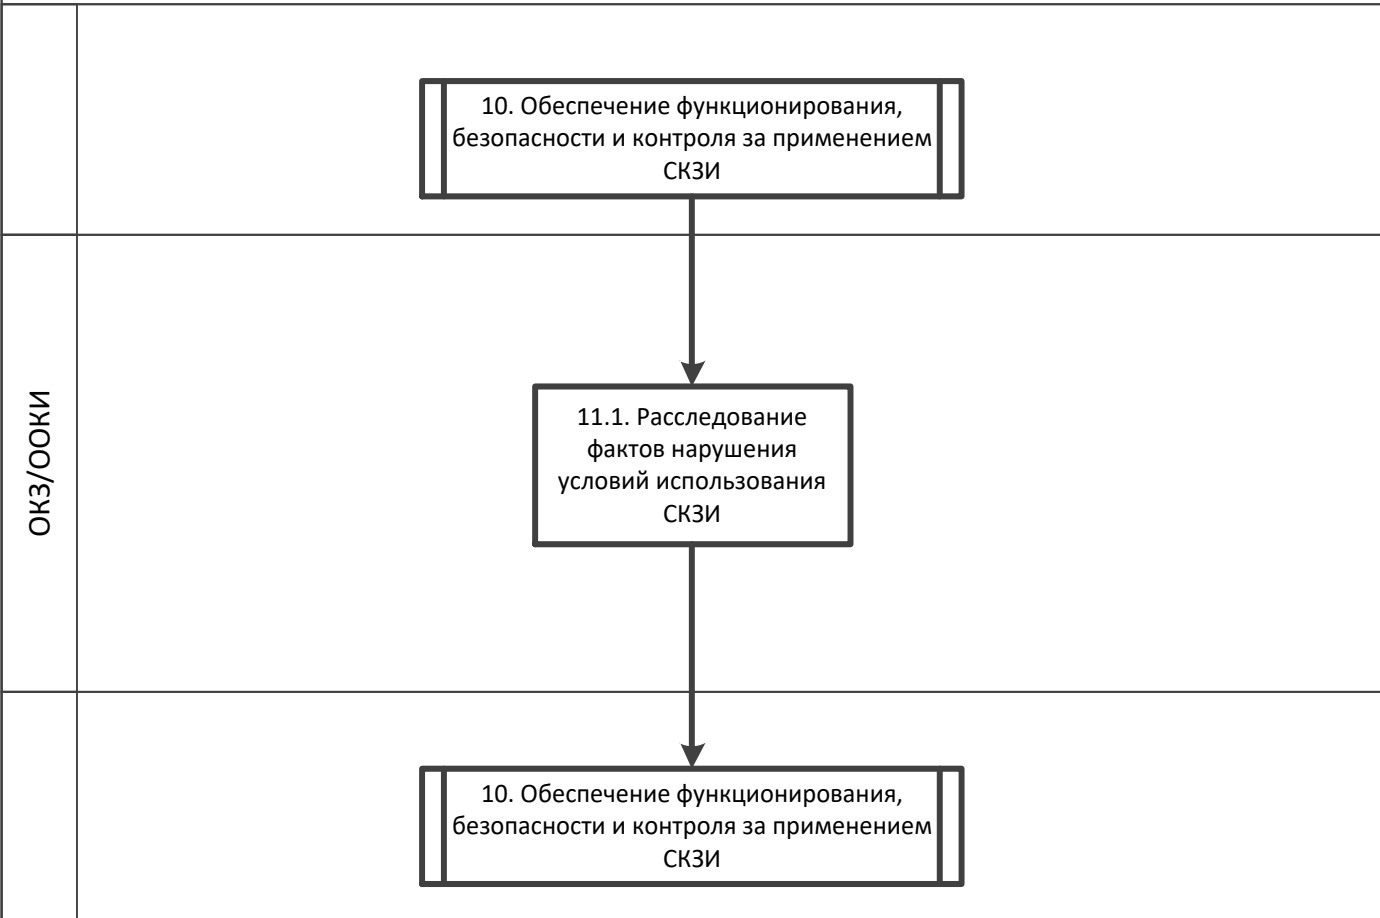 10. Обеспечение функционирования,
безопасности и контроля за применением
СКЗИ
ОКЗ/ООКИ
11.1. Расследование
фактов нарушения
условий использования
СКЗИ
10. Обеспечение функционирования,
безопасности и контроля за применением
СКЗИ